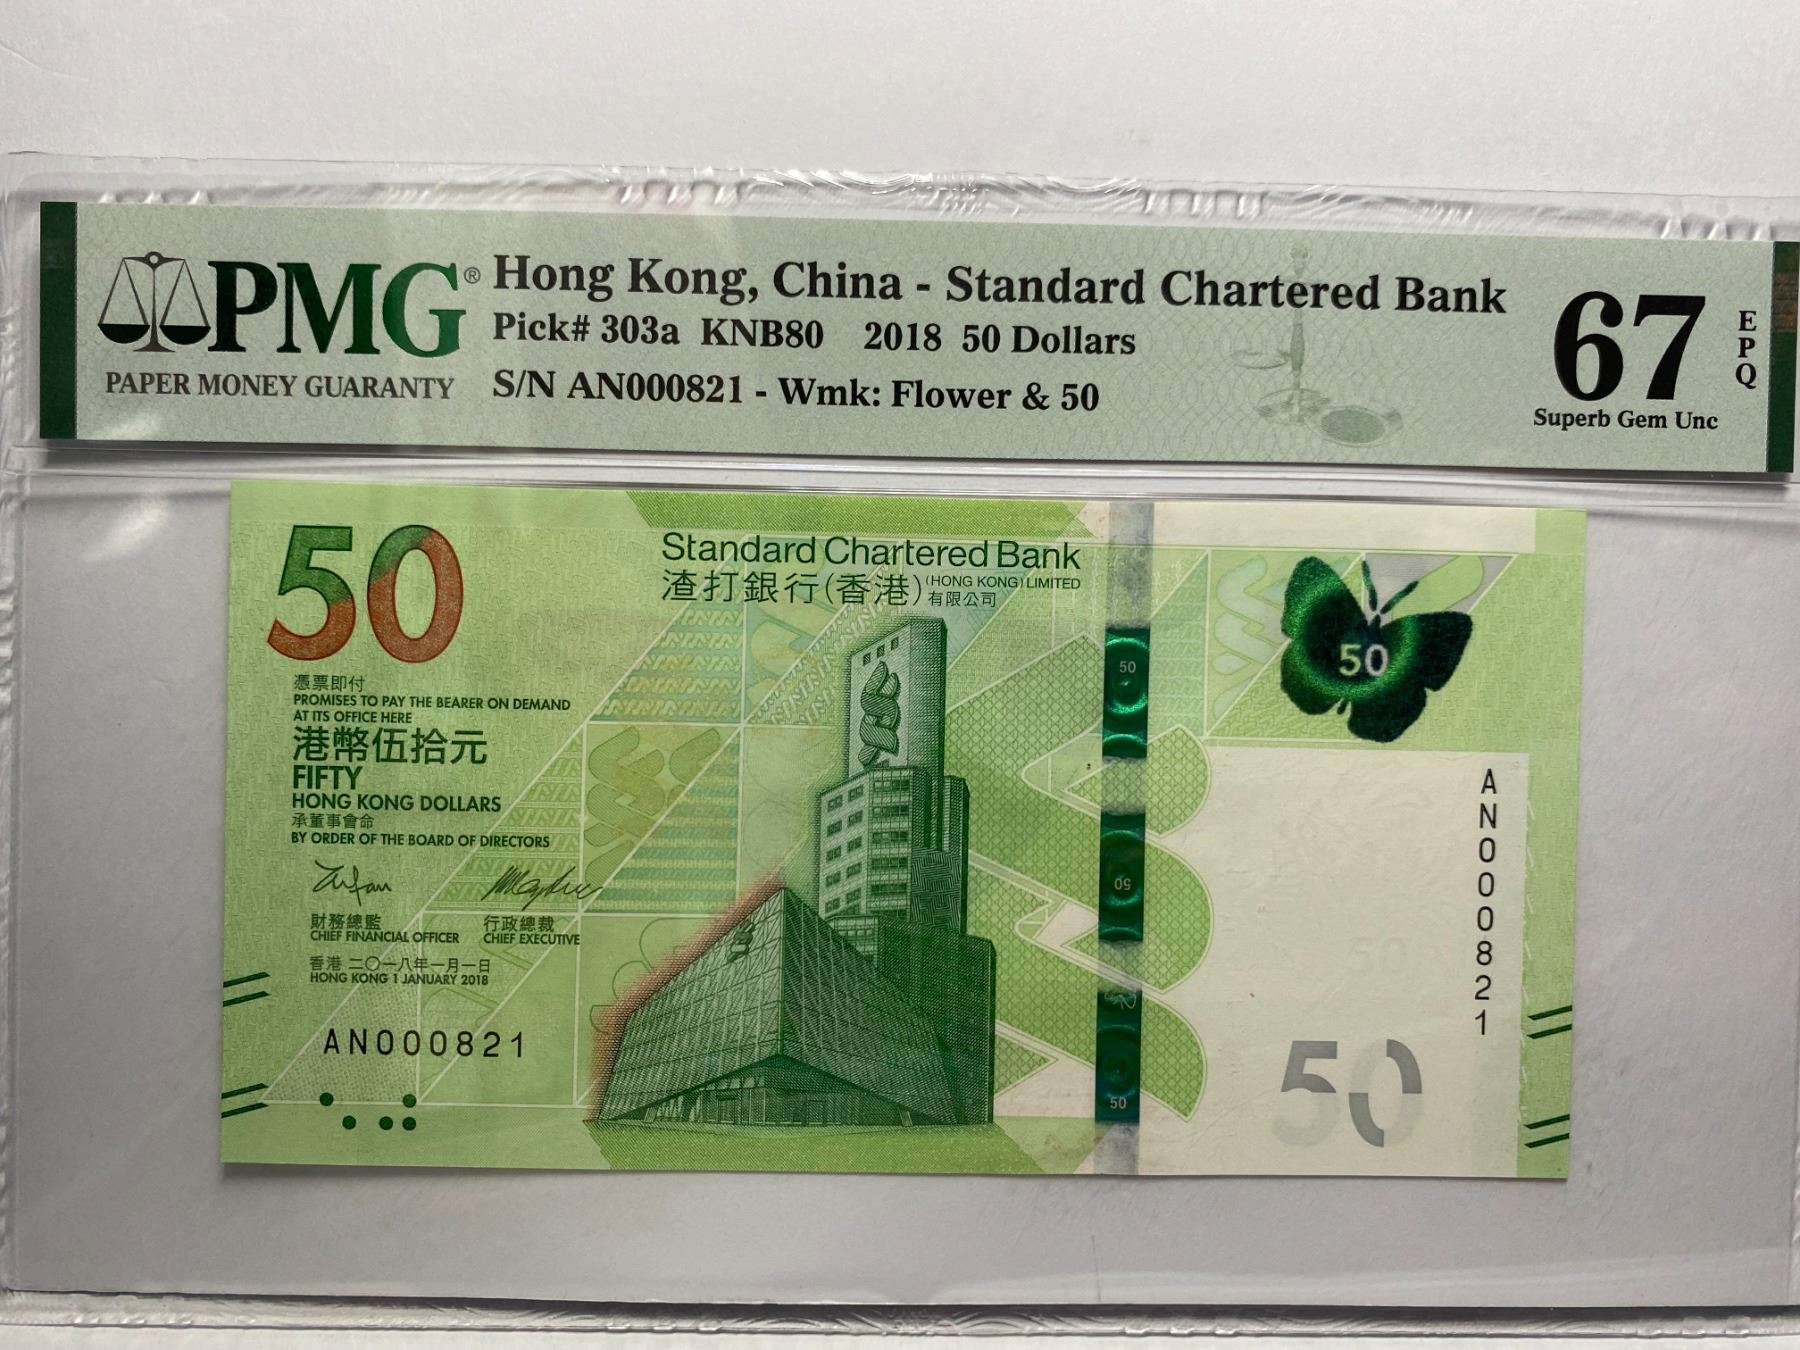 PMG®
PAPER MONEY GUARANTY
Hong Kong, China - Standard Chartered Bank
Pick# 303a KNB80 2018 50 Dollars
S/N AN000821 - Wmk: Flower & 50
67
EPQ
Superb Gem Unc
50
Standard Chartered Bank
渣打銀行(香港) (HONG KONG) LIMITED
有限公司
憑票即付
PROMISES TO PAY THE BEARER ON DEMAND
AT ITS OFFICE HERE
港幣伍拾元
FIFTY
HONG KONG DOLLARS
承董事會命
BY ORDER OF THE BOARD OF DIRECTORS
財務總監
CHIEF FINANCIAL OFFICER
行政總裁
CHIEF EXECUTIVE
香港 二〇一八年一月一日
HONG KONG 1 JANUARY 2018
AN000821
50
50
50
50
AN000821
50
50